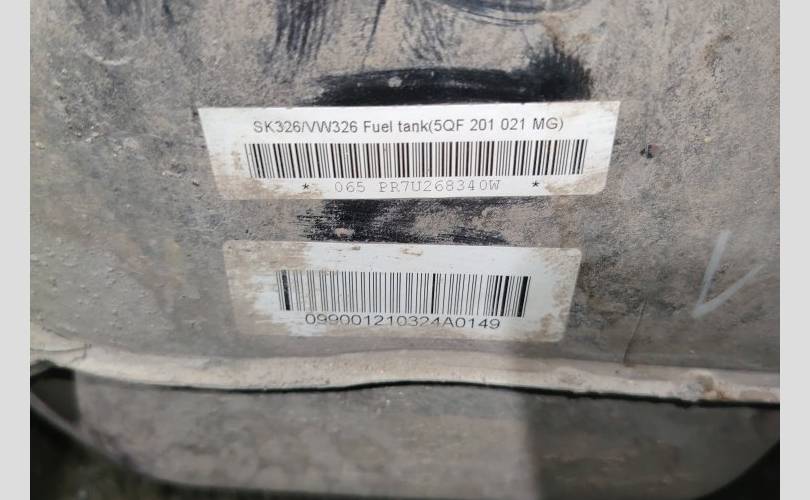 SK326/VW326 Fuel tank(5QF 201 021 MG)
* 065 PR7U268340W *
099001210324A0149